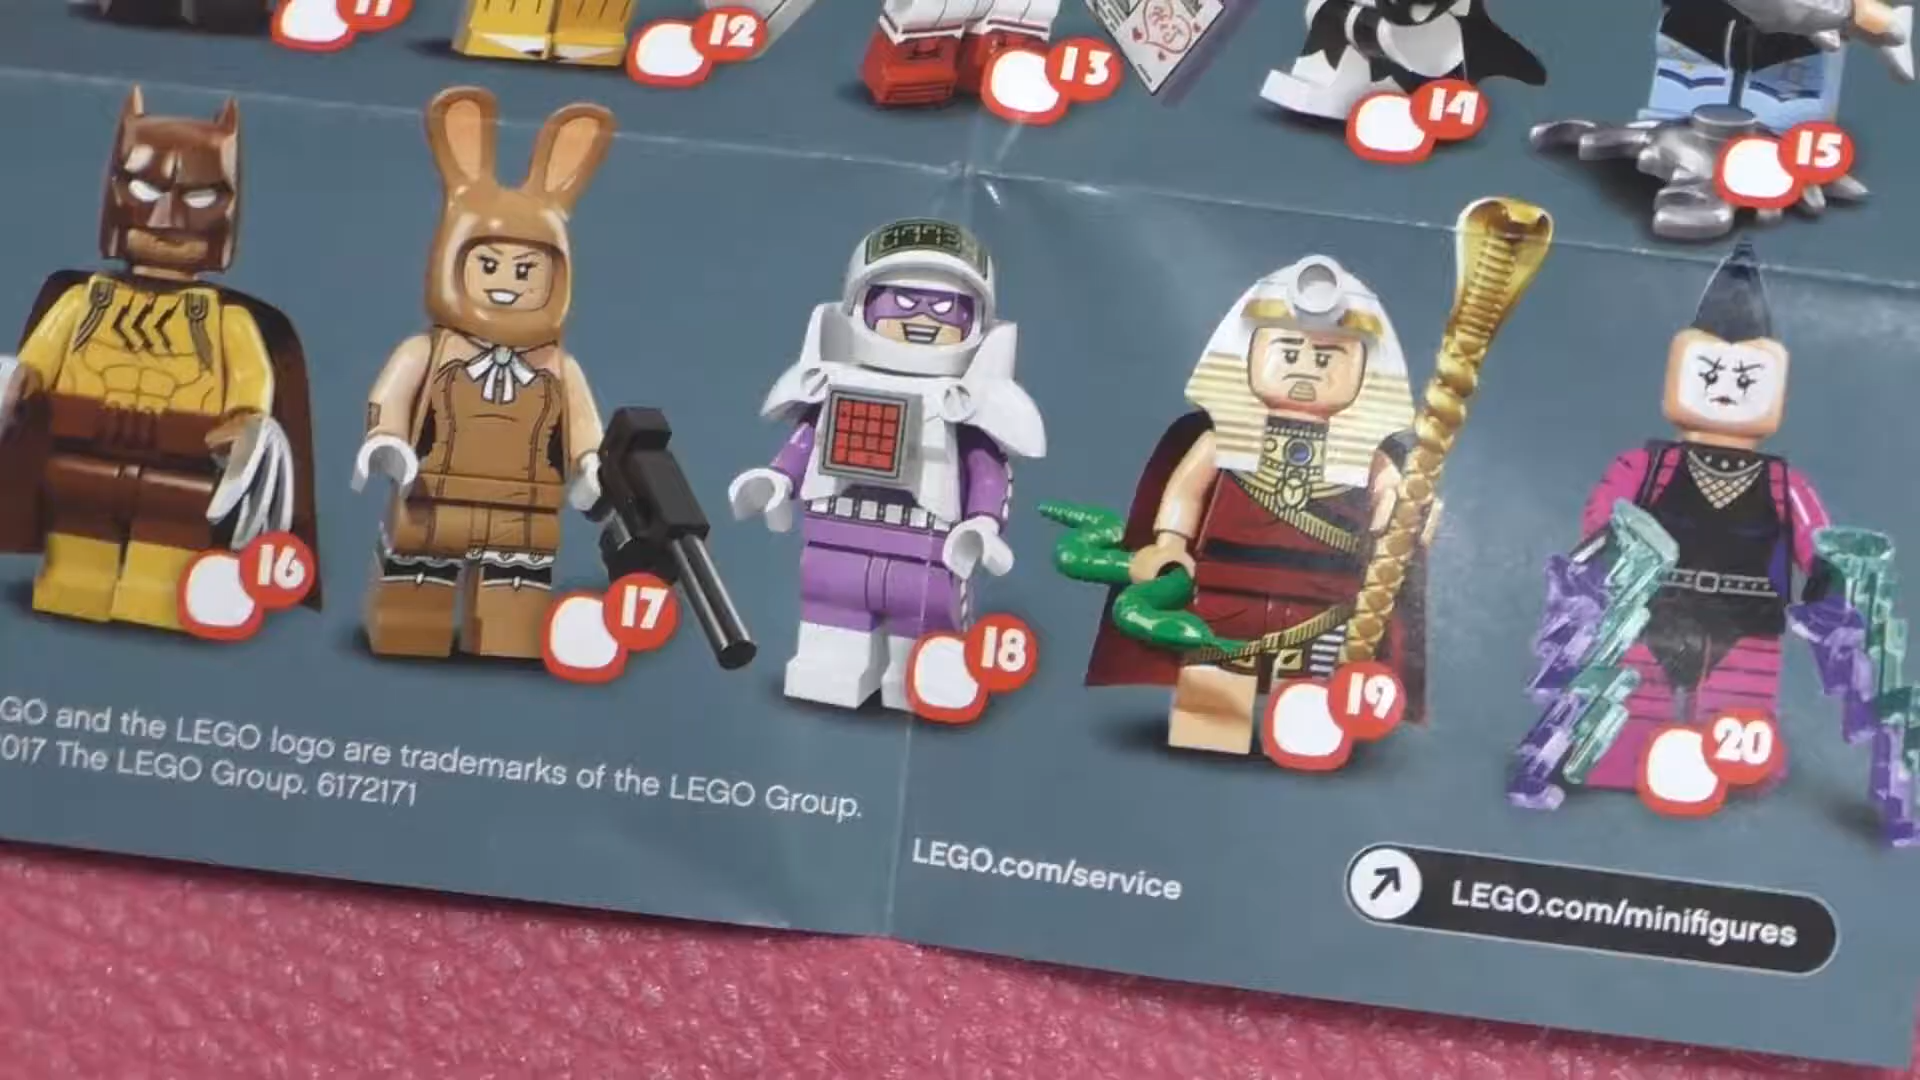 11
12
13
14
15
16
17
18
19
20
GO and the LEGO logo are trademarks of the LEGO Group.
017 The LEGO Group. 6172171
LEGO.com/service
LEGO.com/minifigures